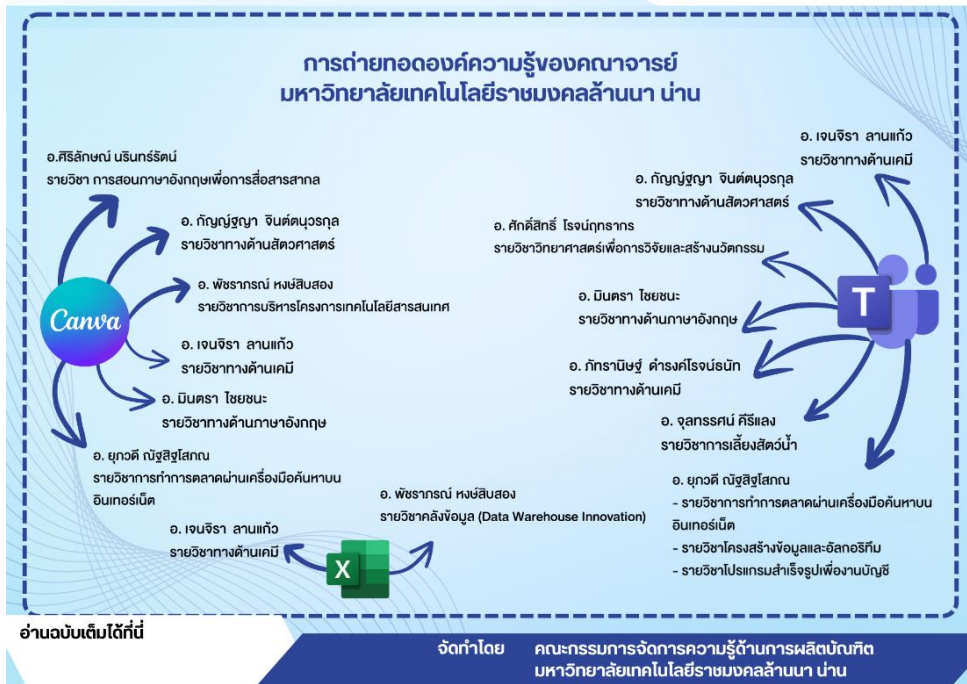 การถ่ายทอดองค์ความรู้ของคณาจารย์
มหาวิทยาลัยเทคโนโลยีราชมงคลล้านนา น่าน
อ.ศิริลักษณ์ นรินทร์รัตน์
รายวิชา การสอนภาษาอังกฤษเพื่อการสื่อสารสากล
อ. กัญญ์ฐญา จินต์ตนุวรกุล
รายวิชาทางด้านสัตวศาสตร์
อ. พัชราภรณ์ หงษ์สิบสอง
รายวิชาการบริหารโครงการเทคโนโลยีสารสนเทศ
Canva
อ. เจนจิรา ลานแก้ว
รายวิชาทางด้านเคมี
อ. มินตรา ไชยชนะ
รายวิชาทางด้านภาษาอังกฤษ
อ. ยุภวดี ณัฐสิฐโสภณ
รายวิชาการทำการตลาดผ่านเครื่องมือค้นหาบน
อินเทอร์เน็ต
อ. เจนจิรา ลานแก้ว
รายวิชาทางด้านเคมี
X
อ. พัชราภรณ์ หงษ์สิบสอง
รายวิชาคลังข้อมูล (Data Warehouse Innovation)
อ. เจนจิรา ลานแก้ว
รายวิชาทางด้านเคมี
อ. กัญญ์ฐญา จินต์ตนุวรกุล
รายวิชาทางด้านสัตวศาสตร์
อ. ศักดิ์สิทธิ์ โรจน์ฤทธากร
รายวิชาวิทยาศาสตร์เพื่อการวิจัยและสร้างนวัตกรรม
T
อ. มินตรา ไชยชนะ
รายวิชาทางด้านภาษาอังกฤษ
อ. ภัทรานิษฐ์ ดำรงค์โรจน์ธนัท
รายวิชาทางด้านเคมี
อ. จุลทรรศน์ คีรีแลง
รายวิชาการเลี้ยงสัตว์น้ำ
อ. ยุภวดี ณัฐสิฐโสภณ
- รายวิชาการทำการตลาดผ่านเครื่องมือค้นหาบน
อินเทอร์เน็ต
- รายวิชาโครงสร้างข้อมูลและอัลกอริทึม
- รายวิชาโปรแกรมสำเร็จรูปเพื่องานบัญชี
อ่านฉบับเต็มได้ที่นี่
จัดทำโดย คณะกรรมการจัดการความรู้ด้านการผลิตบัณฑิต
มหาวิทยาลัยเทคโนโลยีราชมงคลล้านนา น่าน